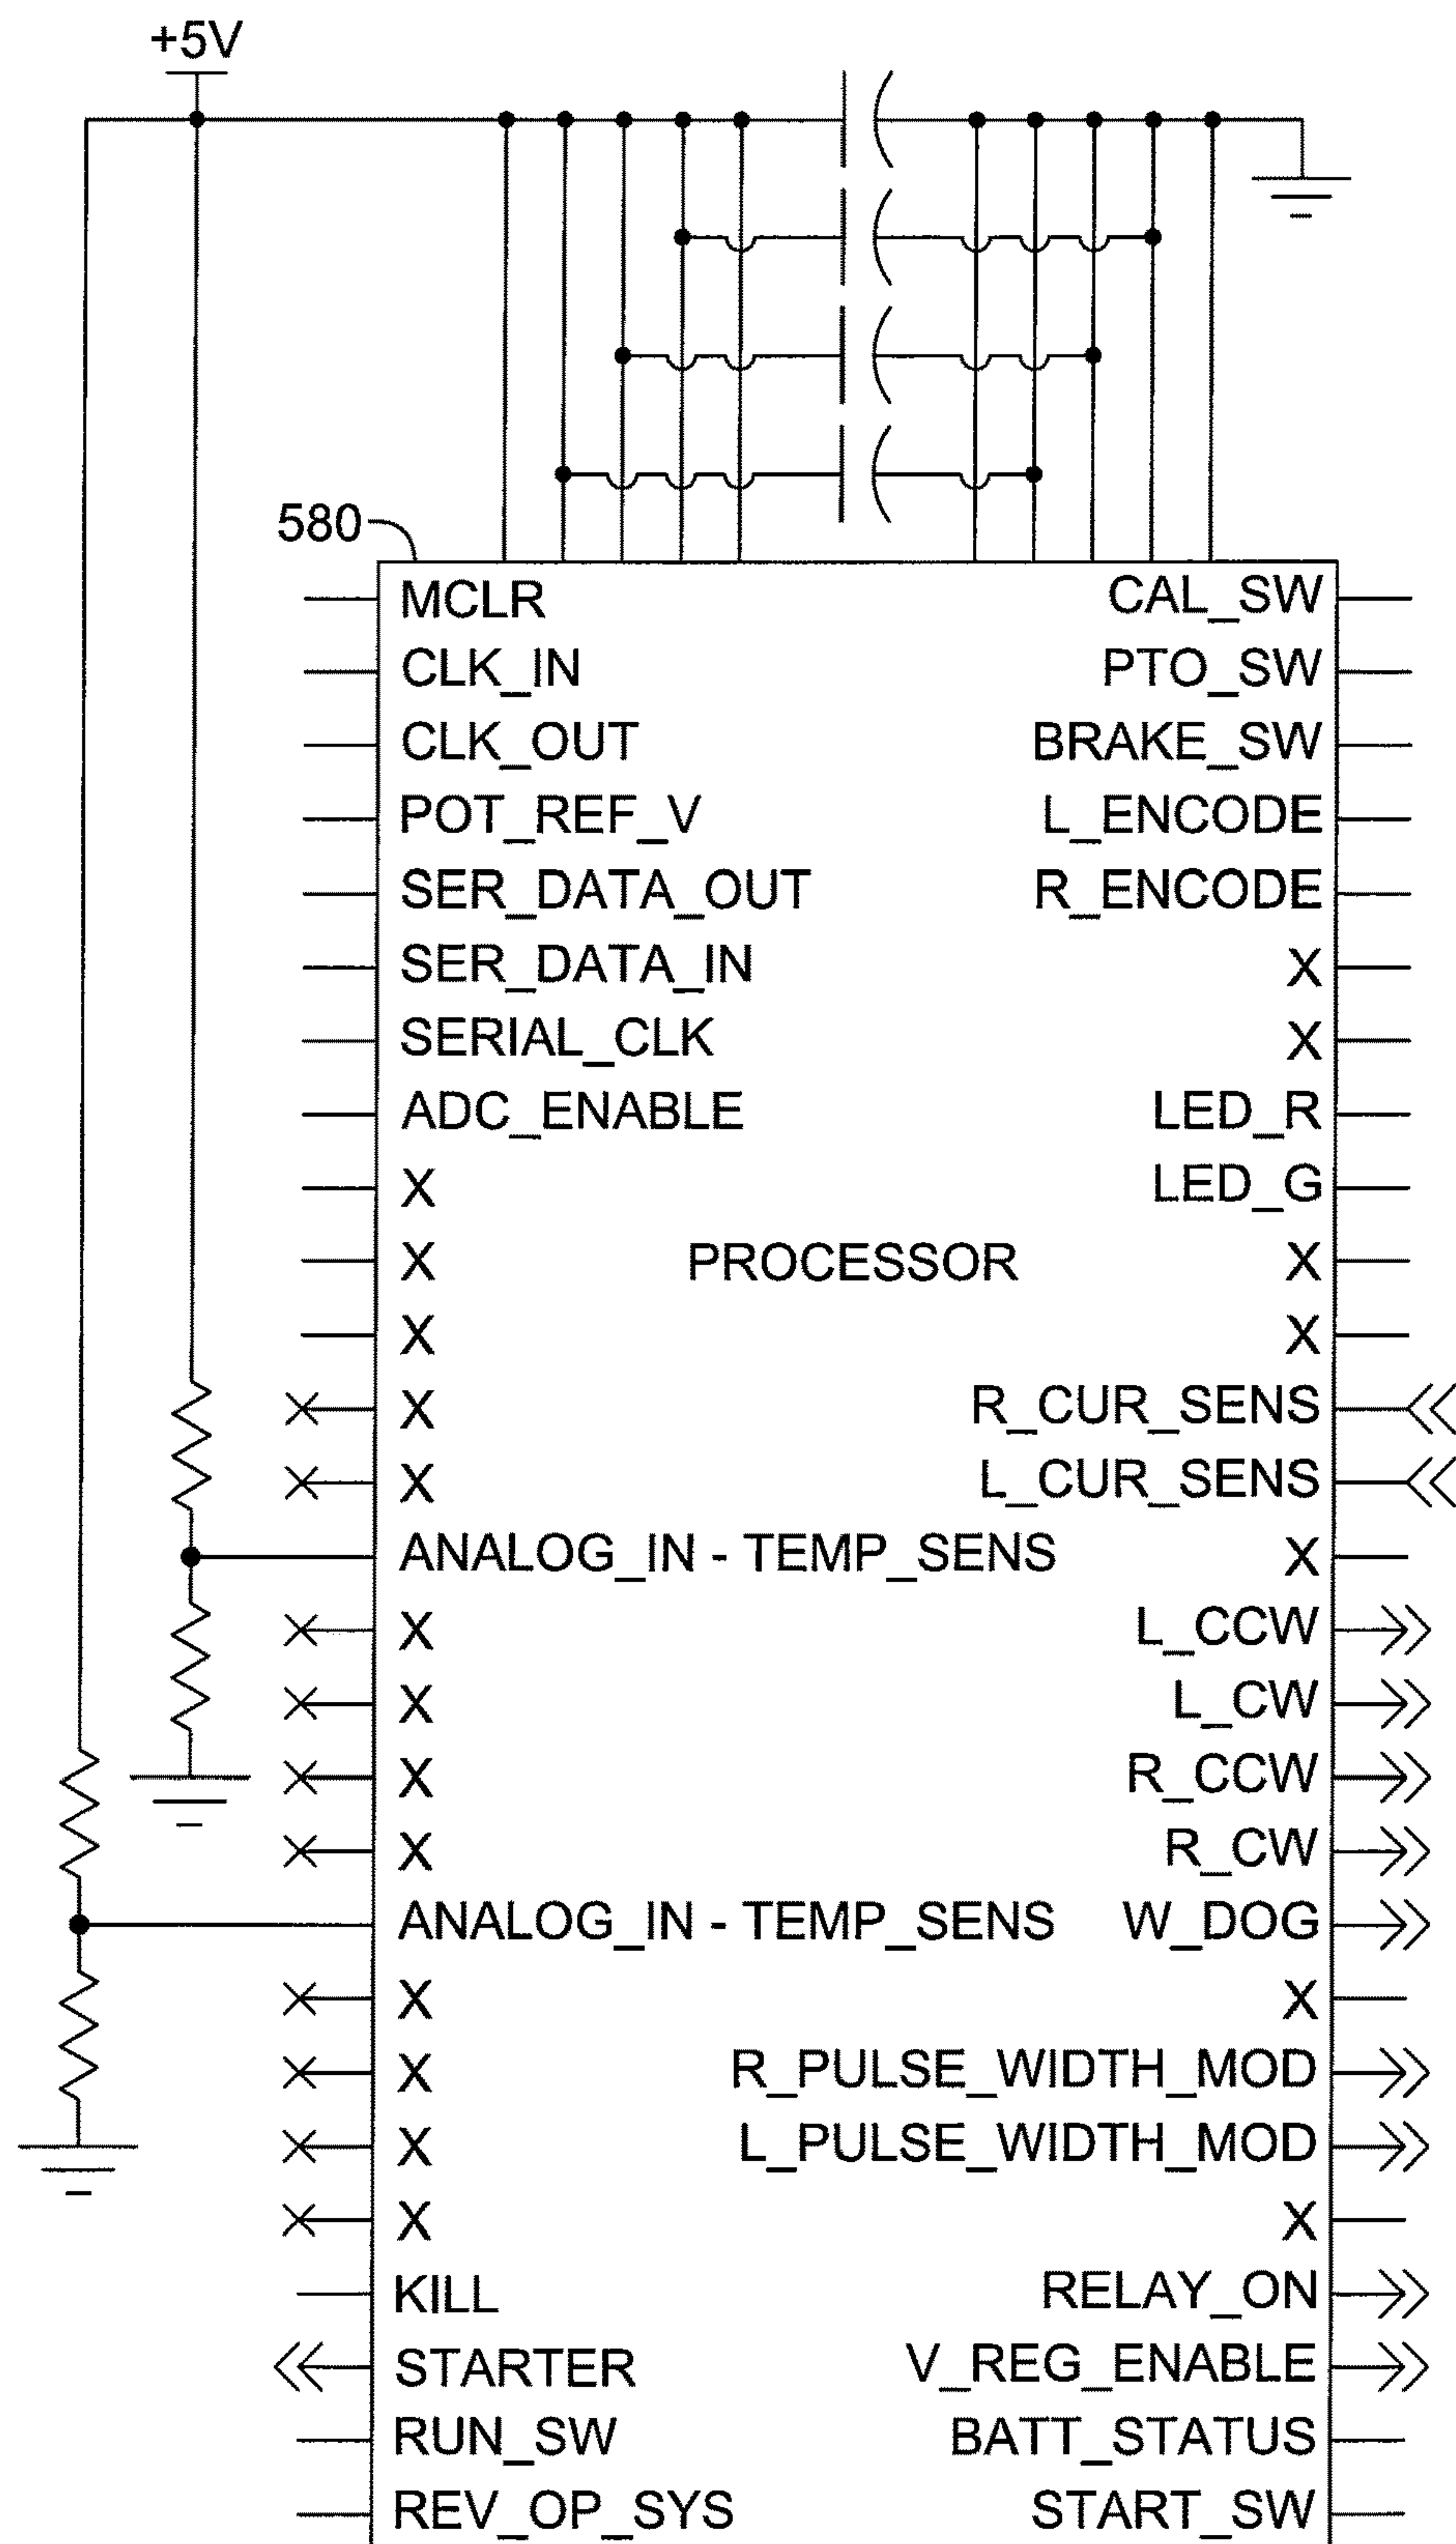 +5V
580
MCLR CAL_SW
CLK_IN PTO_SW
CLK_OUT BRAKE_SW
POT_REF_V L_ENCODE
SER_DATA_OUT R_ENCODE
SER_DATA_IN X
SERIAL_CLK X
ADC_ENABLE LED_R
X LED_G
X PROCESSOR X
X X
X R_CUR_SENS
X L_CUR_SENS
ANALOG_IN - TEMP_SENS X
X L_CCW
X L_CW
X R_CCW
X R_CW
ANALOG_IN - TEMP_SENS W_DOG
X X
X R_PULSE_WIDTH_MOD
X L_PULSE_WIDTH_MOD
X X
KILL RELAY_ON
STARTER V_REG_ENABLE
RUN_SW BATT_STATUS
REV_OP_SYS START_SW